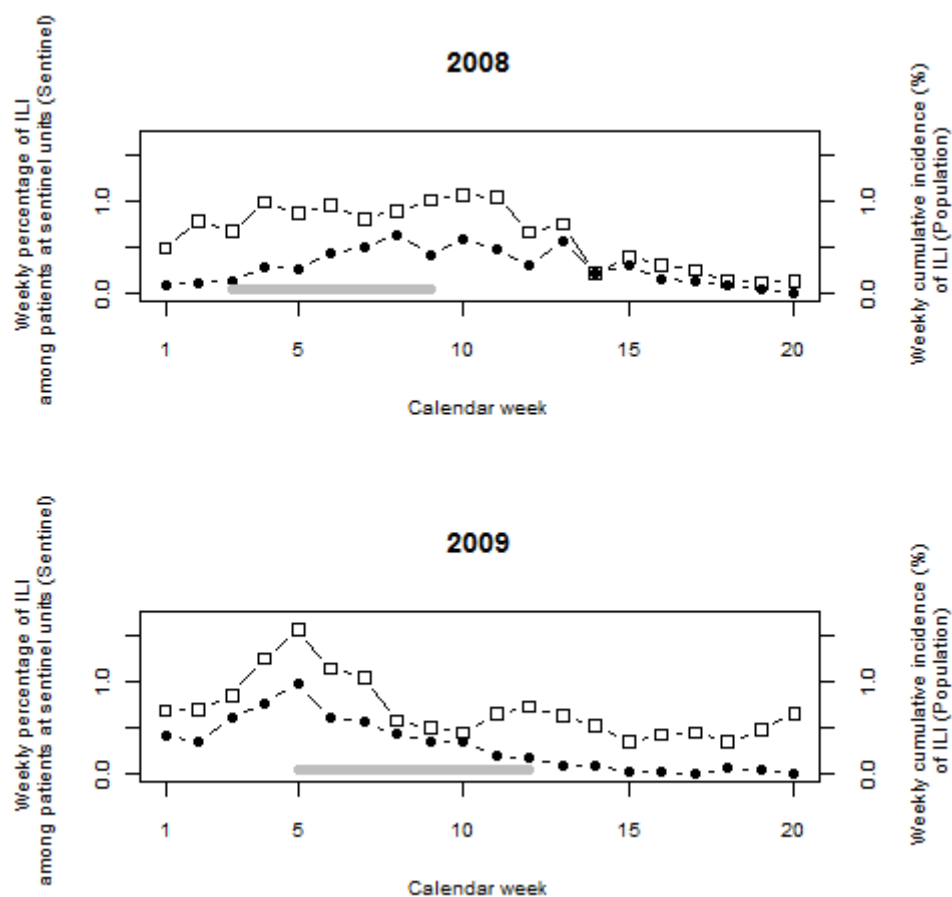 2008
Weekly percentage of ILI
among patients at sentinel units (Sentinel)
0.0 1.0
Weekly cumulative incidence (%)
of ILI (Population)
0.0 1.0
1 5 10 15 20
Calendar week
2009
Weekly percentage of ILI
among patients at sentinel units (Sentinel)
0.0 1.0
Weekly cumulative incidence (%)
of ILI (Population)
0.0 1.0
1 5 10 15 20
Calendar week